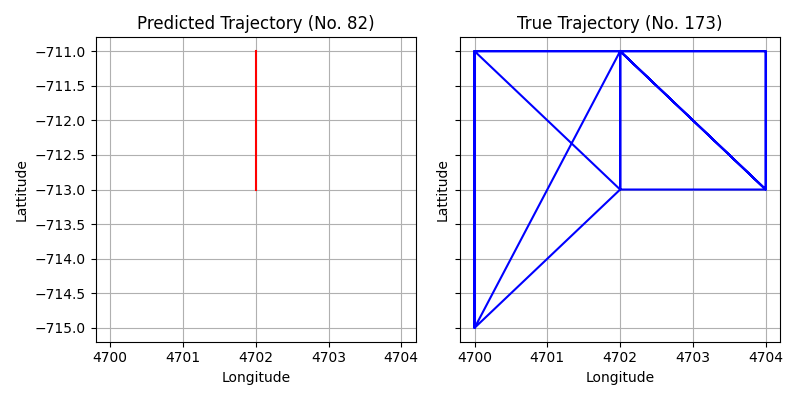 Predicted Trajectory (No. 82)
True Trajectory (No. 173)
−711.0
−711.5
−712.0
−712.5
−713.0
−713.5
−714.0
−714.5
−715.0
Lattitude
Lattitude
4700 4701 4702 4703 4704
4700 4701 4702 4703 4704
Longitude
Longitude